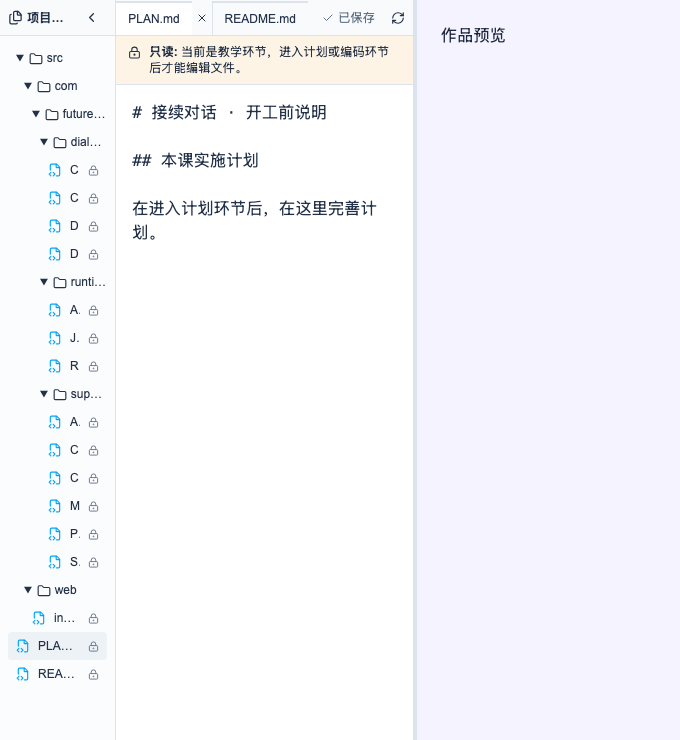 项目...
PLAN.md
README.md
已保存
只读: 当前是教学环节，进入计划或编码环节
后才能编辑文件。
作品预览
src
com
future...
dial...
C
C
D
D
runti...
A.
J.
R
sup...
A.
C
C
M
P.
S.
web
in...
PLA...
REA...
# 接续对话 · 开工前说明
## 本课实施计划
在进入计划环节后，在这里完善计
划。